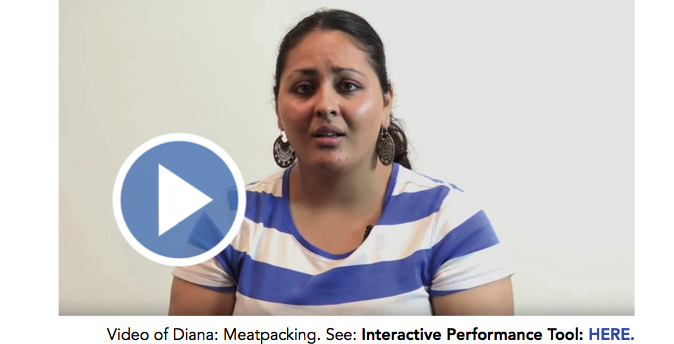 Video of Diana: Meatpacking. See: Interactive Performance Tool: HERE.